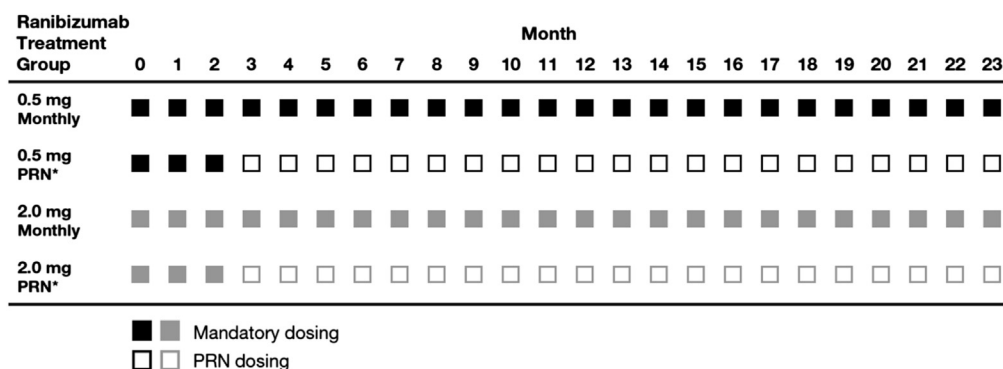 Ranibizumab
Treatment
Group
Month
0 1 2 3 4 5 6 7 8 9 10 11 12 13 14 15 16 17 18 19 20 21 22 23
0.5 mg
Monthly
0.5 mg
PRN*
2.0 mg
Monthly
2.0 mg
PRN*
Mandatory dosing
PRN dosing